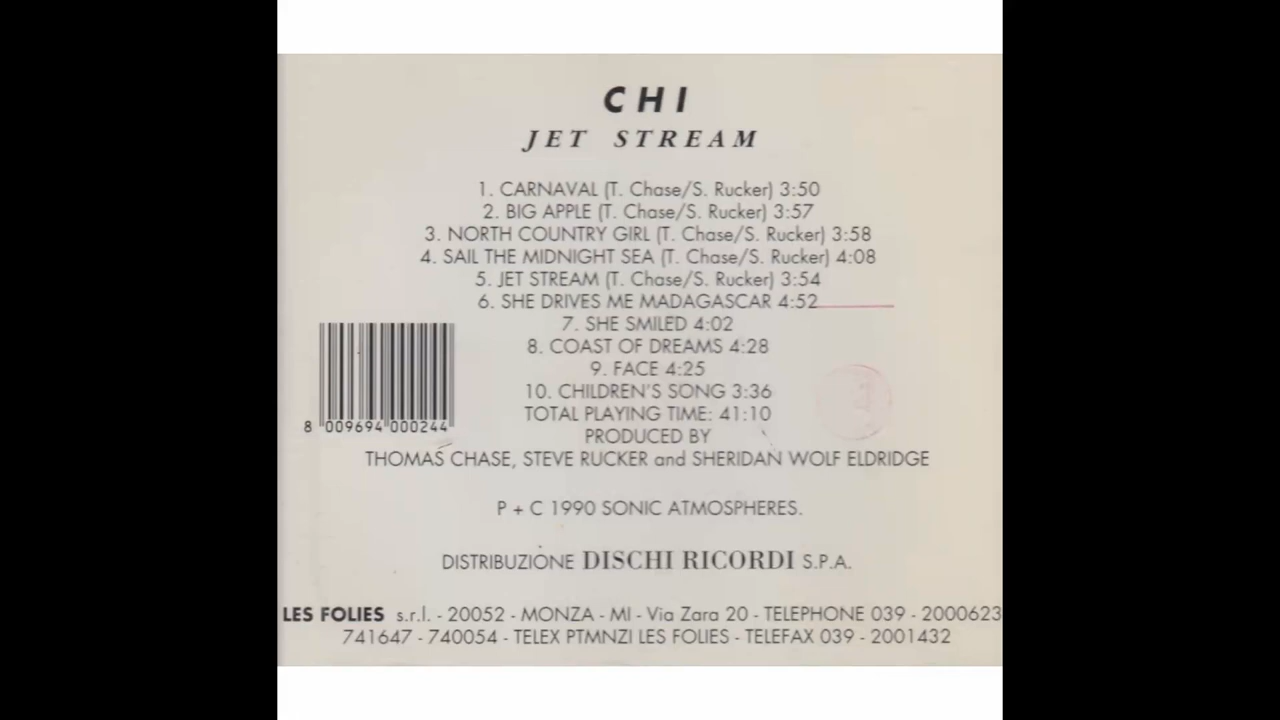 CHI
JET STREAM
1. CARNAVAL (T. Chase/S. Rucker) 3:50
2. BIG APPLE (T. Chase/S. Rucker) 3:57
3. NORTH COUNTRY GIRL (T. Chase/S. Rucker) 3:58
4. SAIL THE MIDNIGHT SEA (T. Chase/S. Rucker) 4:08
5. JET STREAM (T. Chase/S. Rucker) 3:54
6. SHE DRIVES ME MADAGASCAR 4:52
7. SHE SMILED 4:02
8. COAST OF DREAMS 4:28
9. FACE 4:25
10. CHILDREN'S SONG 3:36
TOTAL PLAYING TIME: 41:10
PRODUCED BY
THOMAS CHASE, STEVE RUCKER and SHERIDAN WOLF ELDRIDGE
8 009694 000244
P + C 1990 SONIC ATMOSPHERES.
DISTRIBUZIONE DISCHI RICORDI S.P.A.
LES FOLIES s.r.l. - 20052 - MONZA - MI - Via Zara 20 - TELEPHONE 039 - 2000623
741647 - 740054 - TELEX PTMNZI LES FOLIES - TELEFAX 039 - 2001432